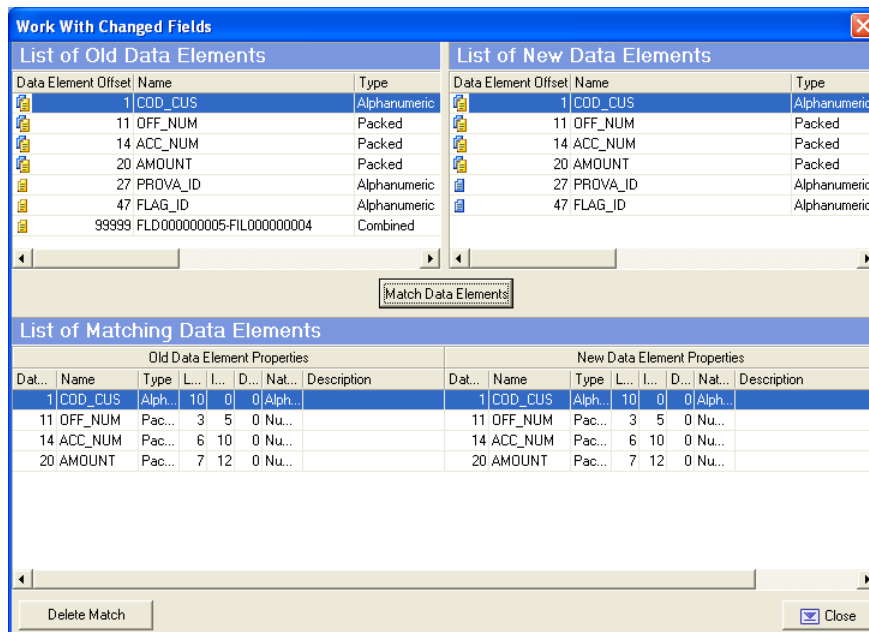 Work With Changed Fields
List of Old Data Elements
List of New Data Elements
Data Element Offset Name Type
Data Element Offset Name Type
1 COD_CUS Alphanumeric
1 COD_CUS Alphanumeric
11 OFF_NUM Packed
11 OFF_NUM Packed
14 ACC_NUM Packed
14 ACC_NUM Packed
20 AMOUNT Packed
20 AMOUNT Packed
27 PROVA_ID Alphanumeric
27 PROVA_ID Alphanumeric
47 FLAG_ID Alphanumeric
47 FLAG_ID Alphanumeric
99999 FLD000000005-FIL000000004 Combined
Match Data Elements
List of Matching Data Elements
Old Data Element Properties
New Data Element Properties
Dat... Name Type L... I... D... Nat... Description
Dat... Name Type L... I... D... Nat... Description
1 COD_CUS Alph... 10 0 0 Alph...
1 COD_CUS Alph... 10 0 0 Alph...
11 OFF_NUM Pac... 3 5 0 Nu...
11 OFF_NUM Pac... 3 5 0 Nu...
14 ACC_NUM Pac... 6 10 0 Nu...
14 ACC_NUM Pac... 6 10 0 Nu...
20 AMOUNT Pac... 7 12 0 Nu...
20 AMOUNT Pac... 7 12 0 Nu...
Delete Match
Close